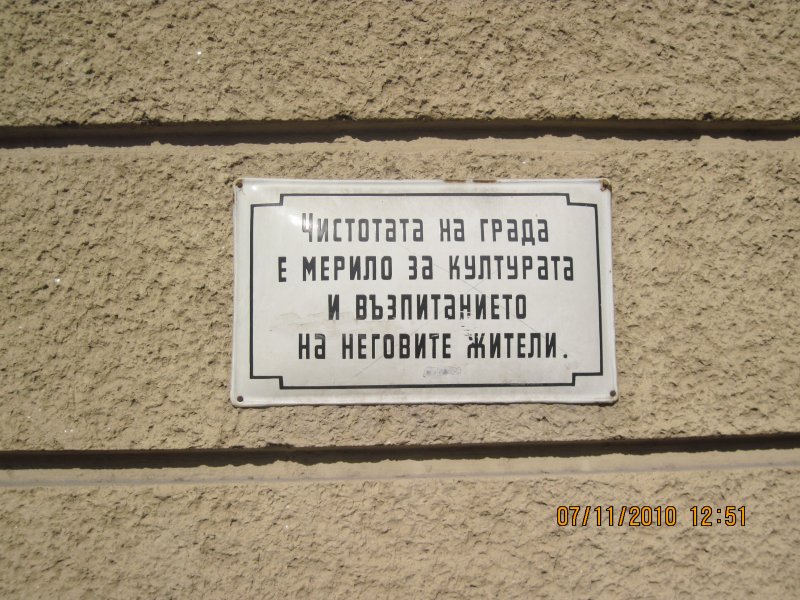 Чистотата на града
е мерило за културата
и възпитанието
на неговите жители.
07/11/2010 12:51